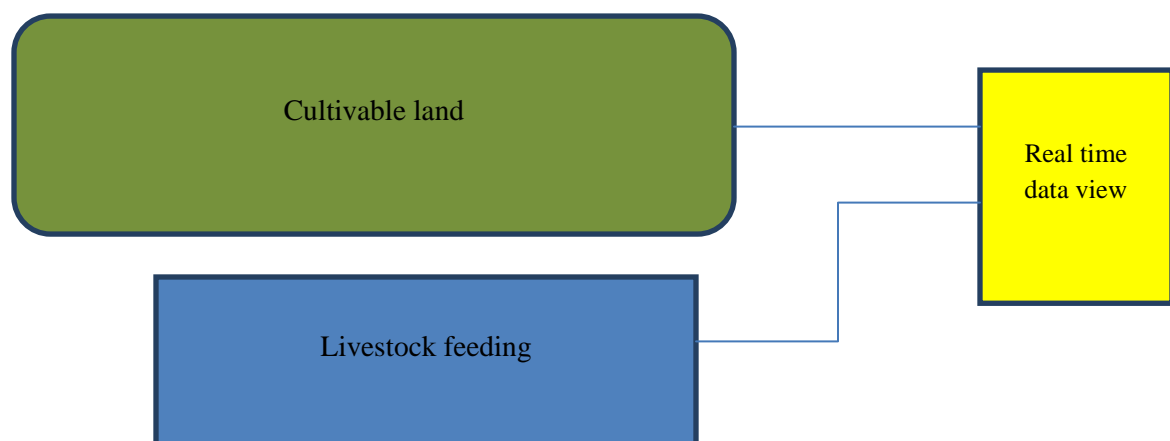 Cultivable land
Real time
data view
Livestock feeding